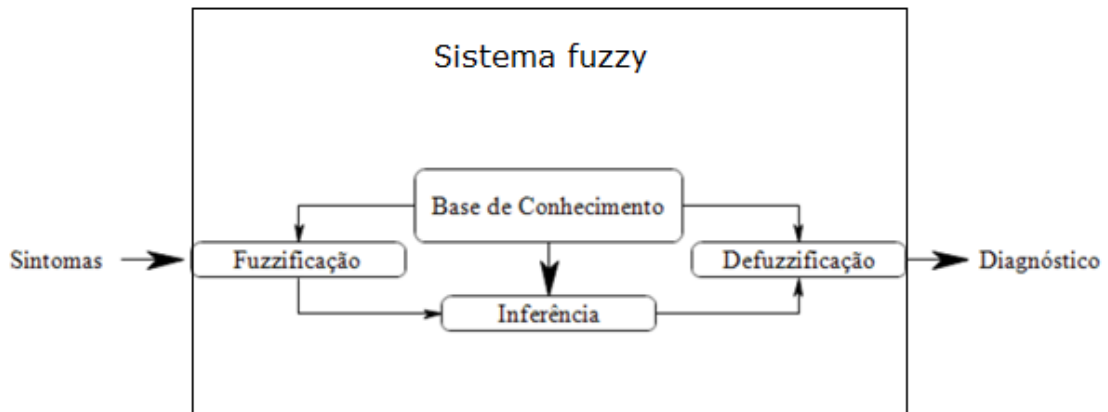 Sistema fuzzy
Base de Conhecimento
Sintomas
Fuzzificação
Defuzzificação
Diagnóstico
Inferência